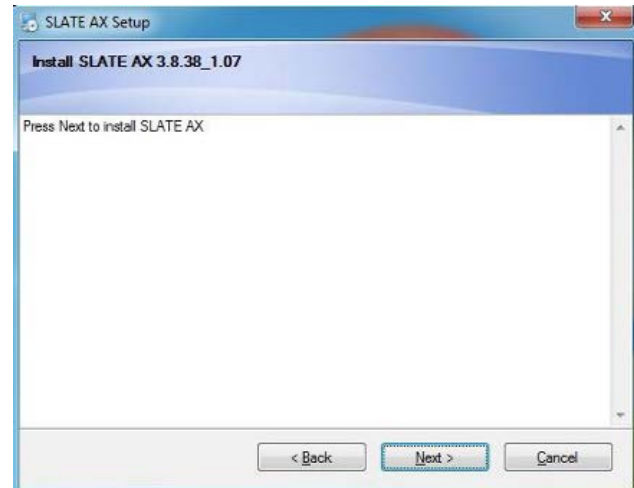 SLATE AX Setup
Install SLATE AX 3.8.38_1.07
Press Next to install SLATE AX
< Back
Next >
Cancel